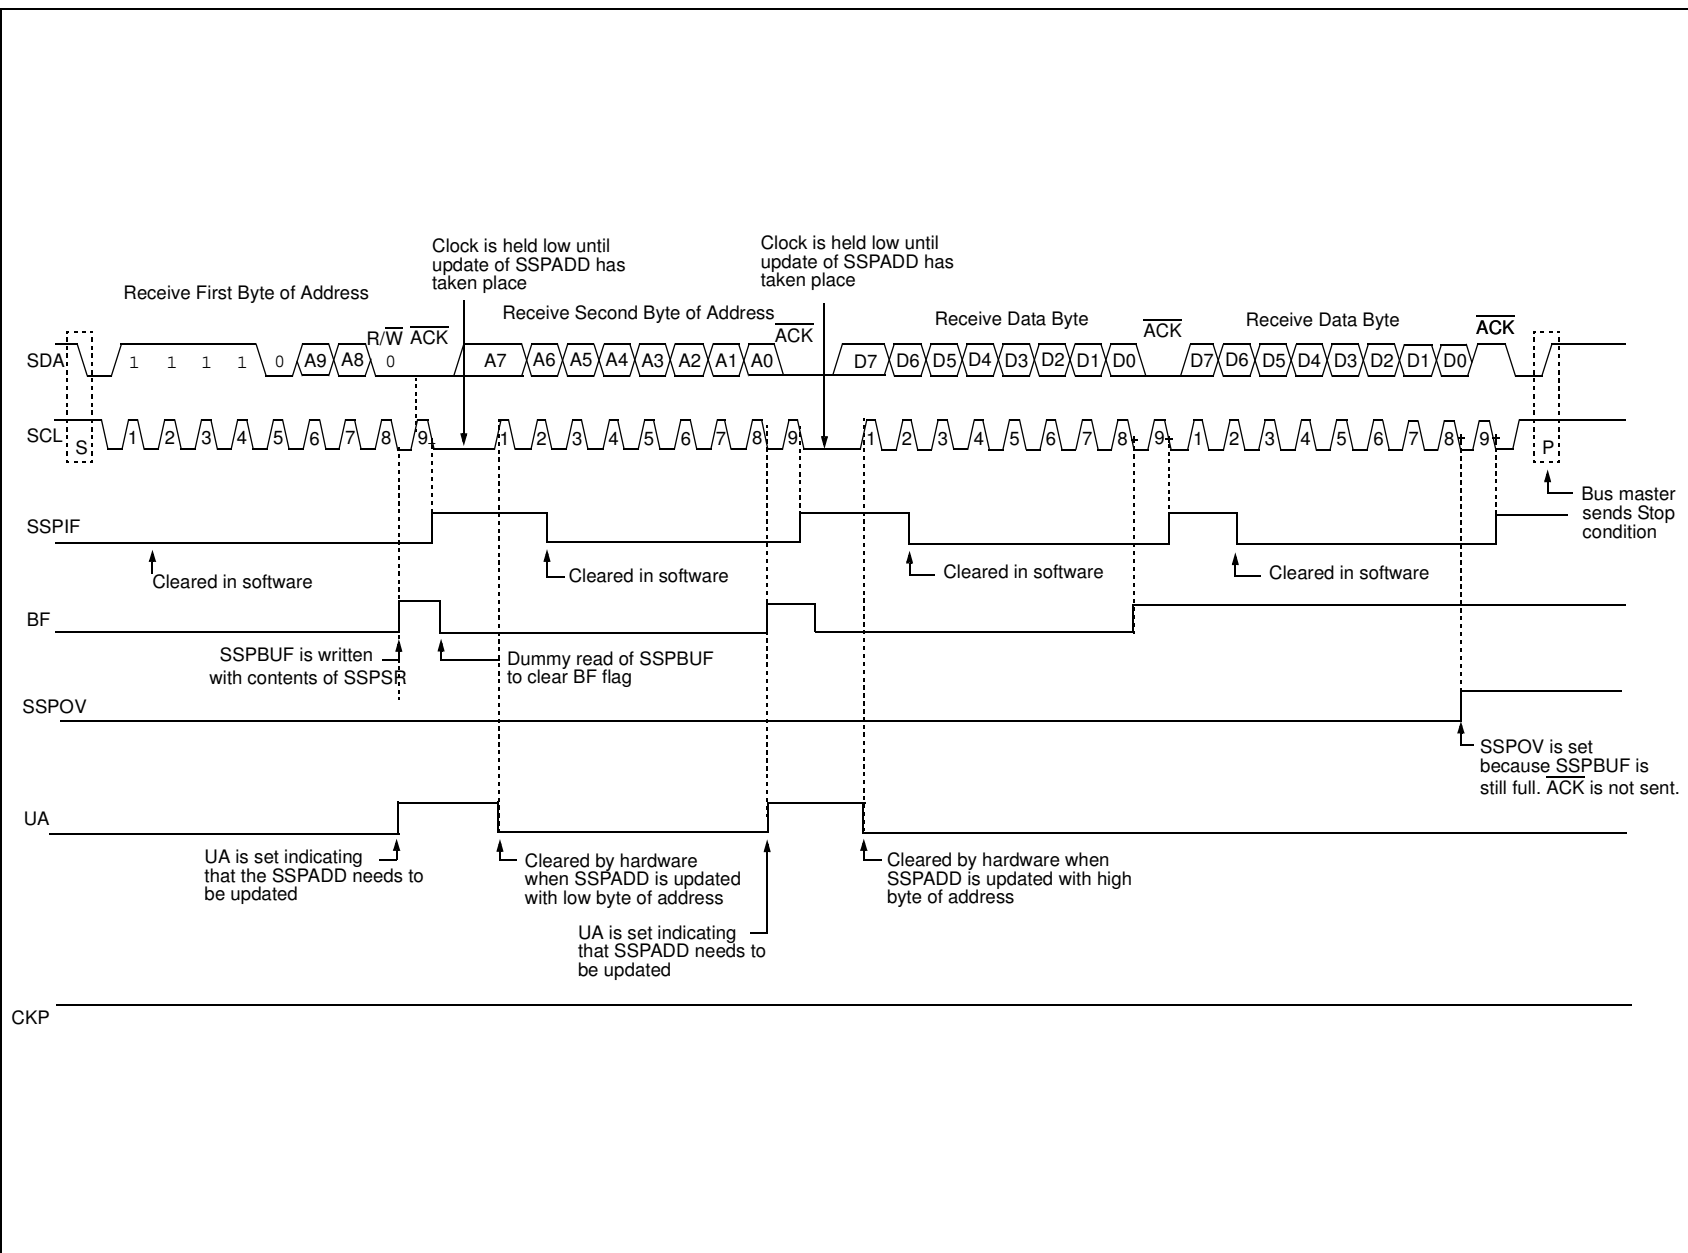 Clock is held low until
update of SSPADD has
taken place
Clock is held low until
update of SSPADD has
taken place
Receive First Byte of Address
Receive Second Byte of Address
Receive Data Byte
Receive Data Byte
R/W ACK
ACK
ACK
ACK
SDA 1 1 1 1 0 A9 A8 0 A7 A6 A5 A4 A3 A2 A1 A0 D7 D6 D5 D4 D3 D2 D1 D0 D7 D6 D5 D4 D3 D2 D1 D0
SCL S 1 2 3 4 5 6 7 8 9 1 2 3 4 5 6 7 8 9 1 2 3 4 5 6 7 8 9 1 2 3 4 5 6 7 8 9 P
Bus master
sends Stop
condition
SSPIF
Cleared in software
Cleared in software
Cleared in software
Cleared in software
BF
SSPBUF is written
with contents of SSPSR
Dummy read of SSPBUF
to clear BF flag
SSPOV
SSPOV is set
because SSPBUF is
still full. ACK is not sent.
UA
UA is set indicating
that the SSPADD needs to
be updated
Cleared by hardware
when SSPADD is updated
with low byte of address
UA is set indicating
that SSPADD needs to
be updated
Cleared by hardware when
SSPADD is updated with high
byte of address
CKP